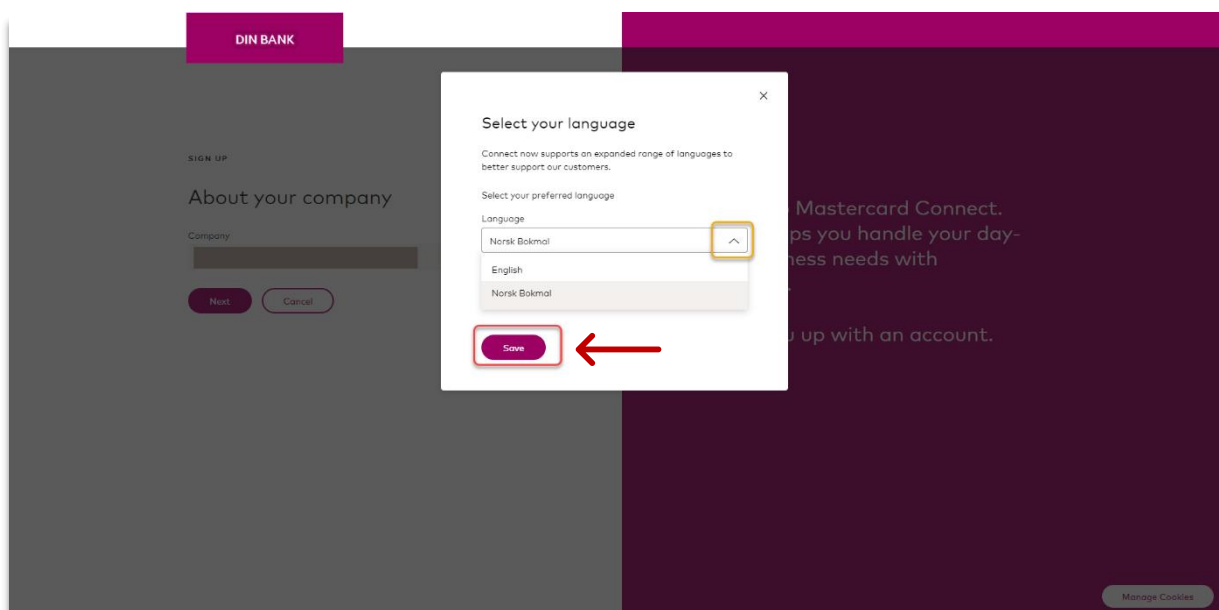 DIN BANK
SIGN UP
About your company
Company
Next
Cancel
Select your language
Connect now supports an expanded range of languages to
better support our customers.
Select your preferred language
Language
Norsk Bokmal
English
Norsk Bokmal
Save
Mastercard Connect.
you handle your day-
needs with
up with an account.
Manage Cookies